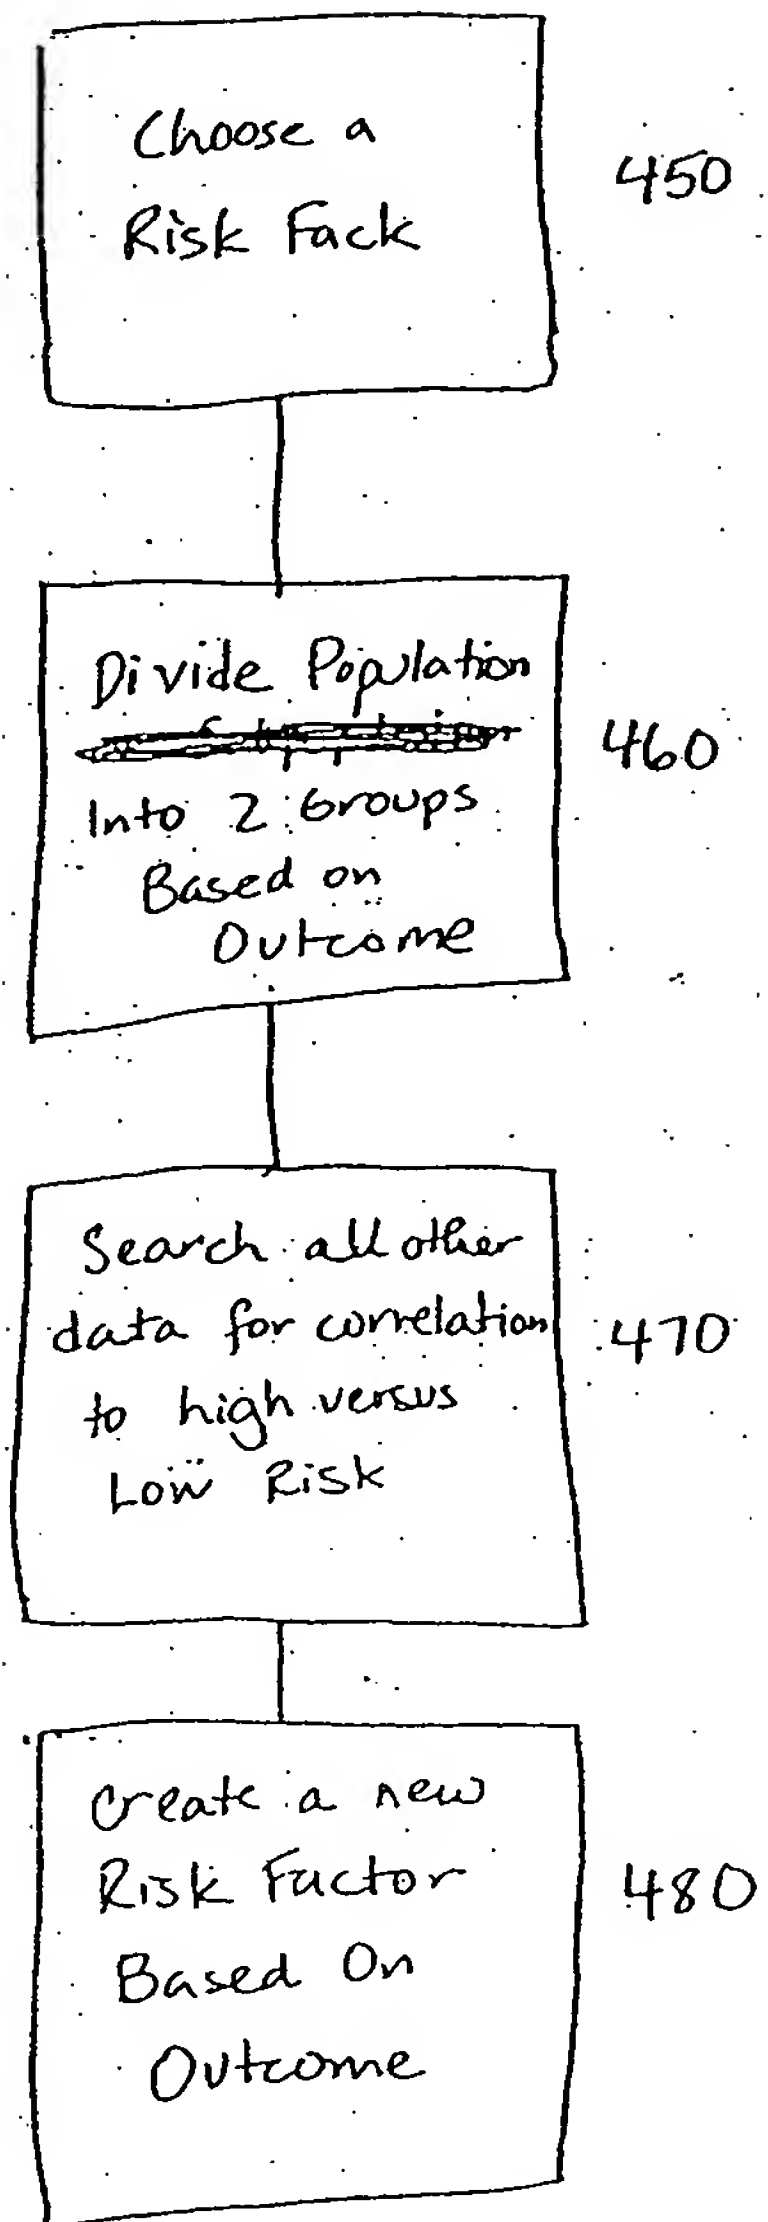 Choose a
Risk Fack
450
Divide Population
460
Into 2 Groups
Based on
Outcome
Search all other
data for correlation
470
to high versus
Low Risk
Create a new
Risk Factor
480
Based On
Outcome